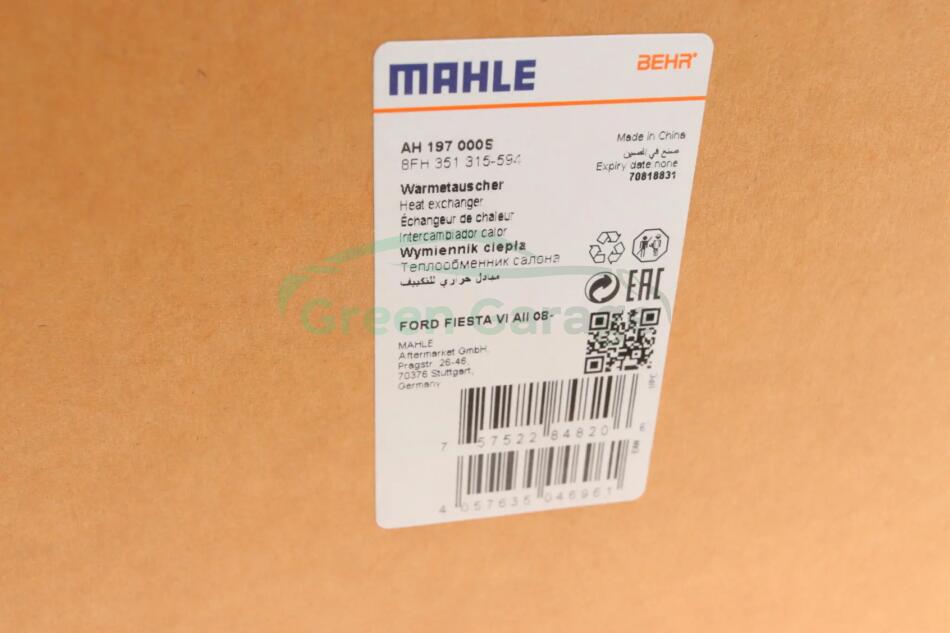 MAHLE
BEHR®
AH 197 000S
8FH 351 315-594
Made in China
صنع في الصين
Expiry date:none
70818831
Warmetauscher
Heat exchanger
Échangeur de chaleur
Intercambiador calor
Wymiennik ciepła
Теплообменник салона
مبادل حراري للتكييف
EAC
Green Garage
FORD FIESTA VI All 08-
MAHLE
Aftermarket GmbH,
Pragstr. 26-46,
70376 Stuttgart,
Germany
7 57522 84820
4 057635 046961